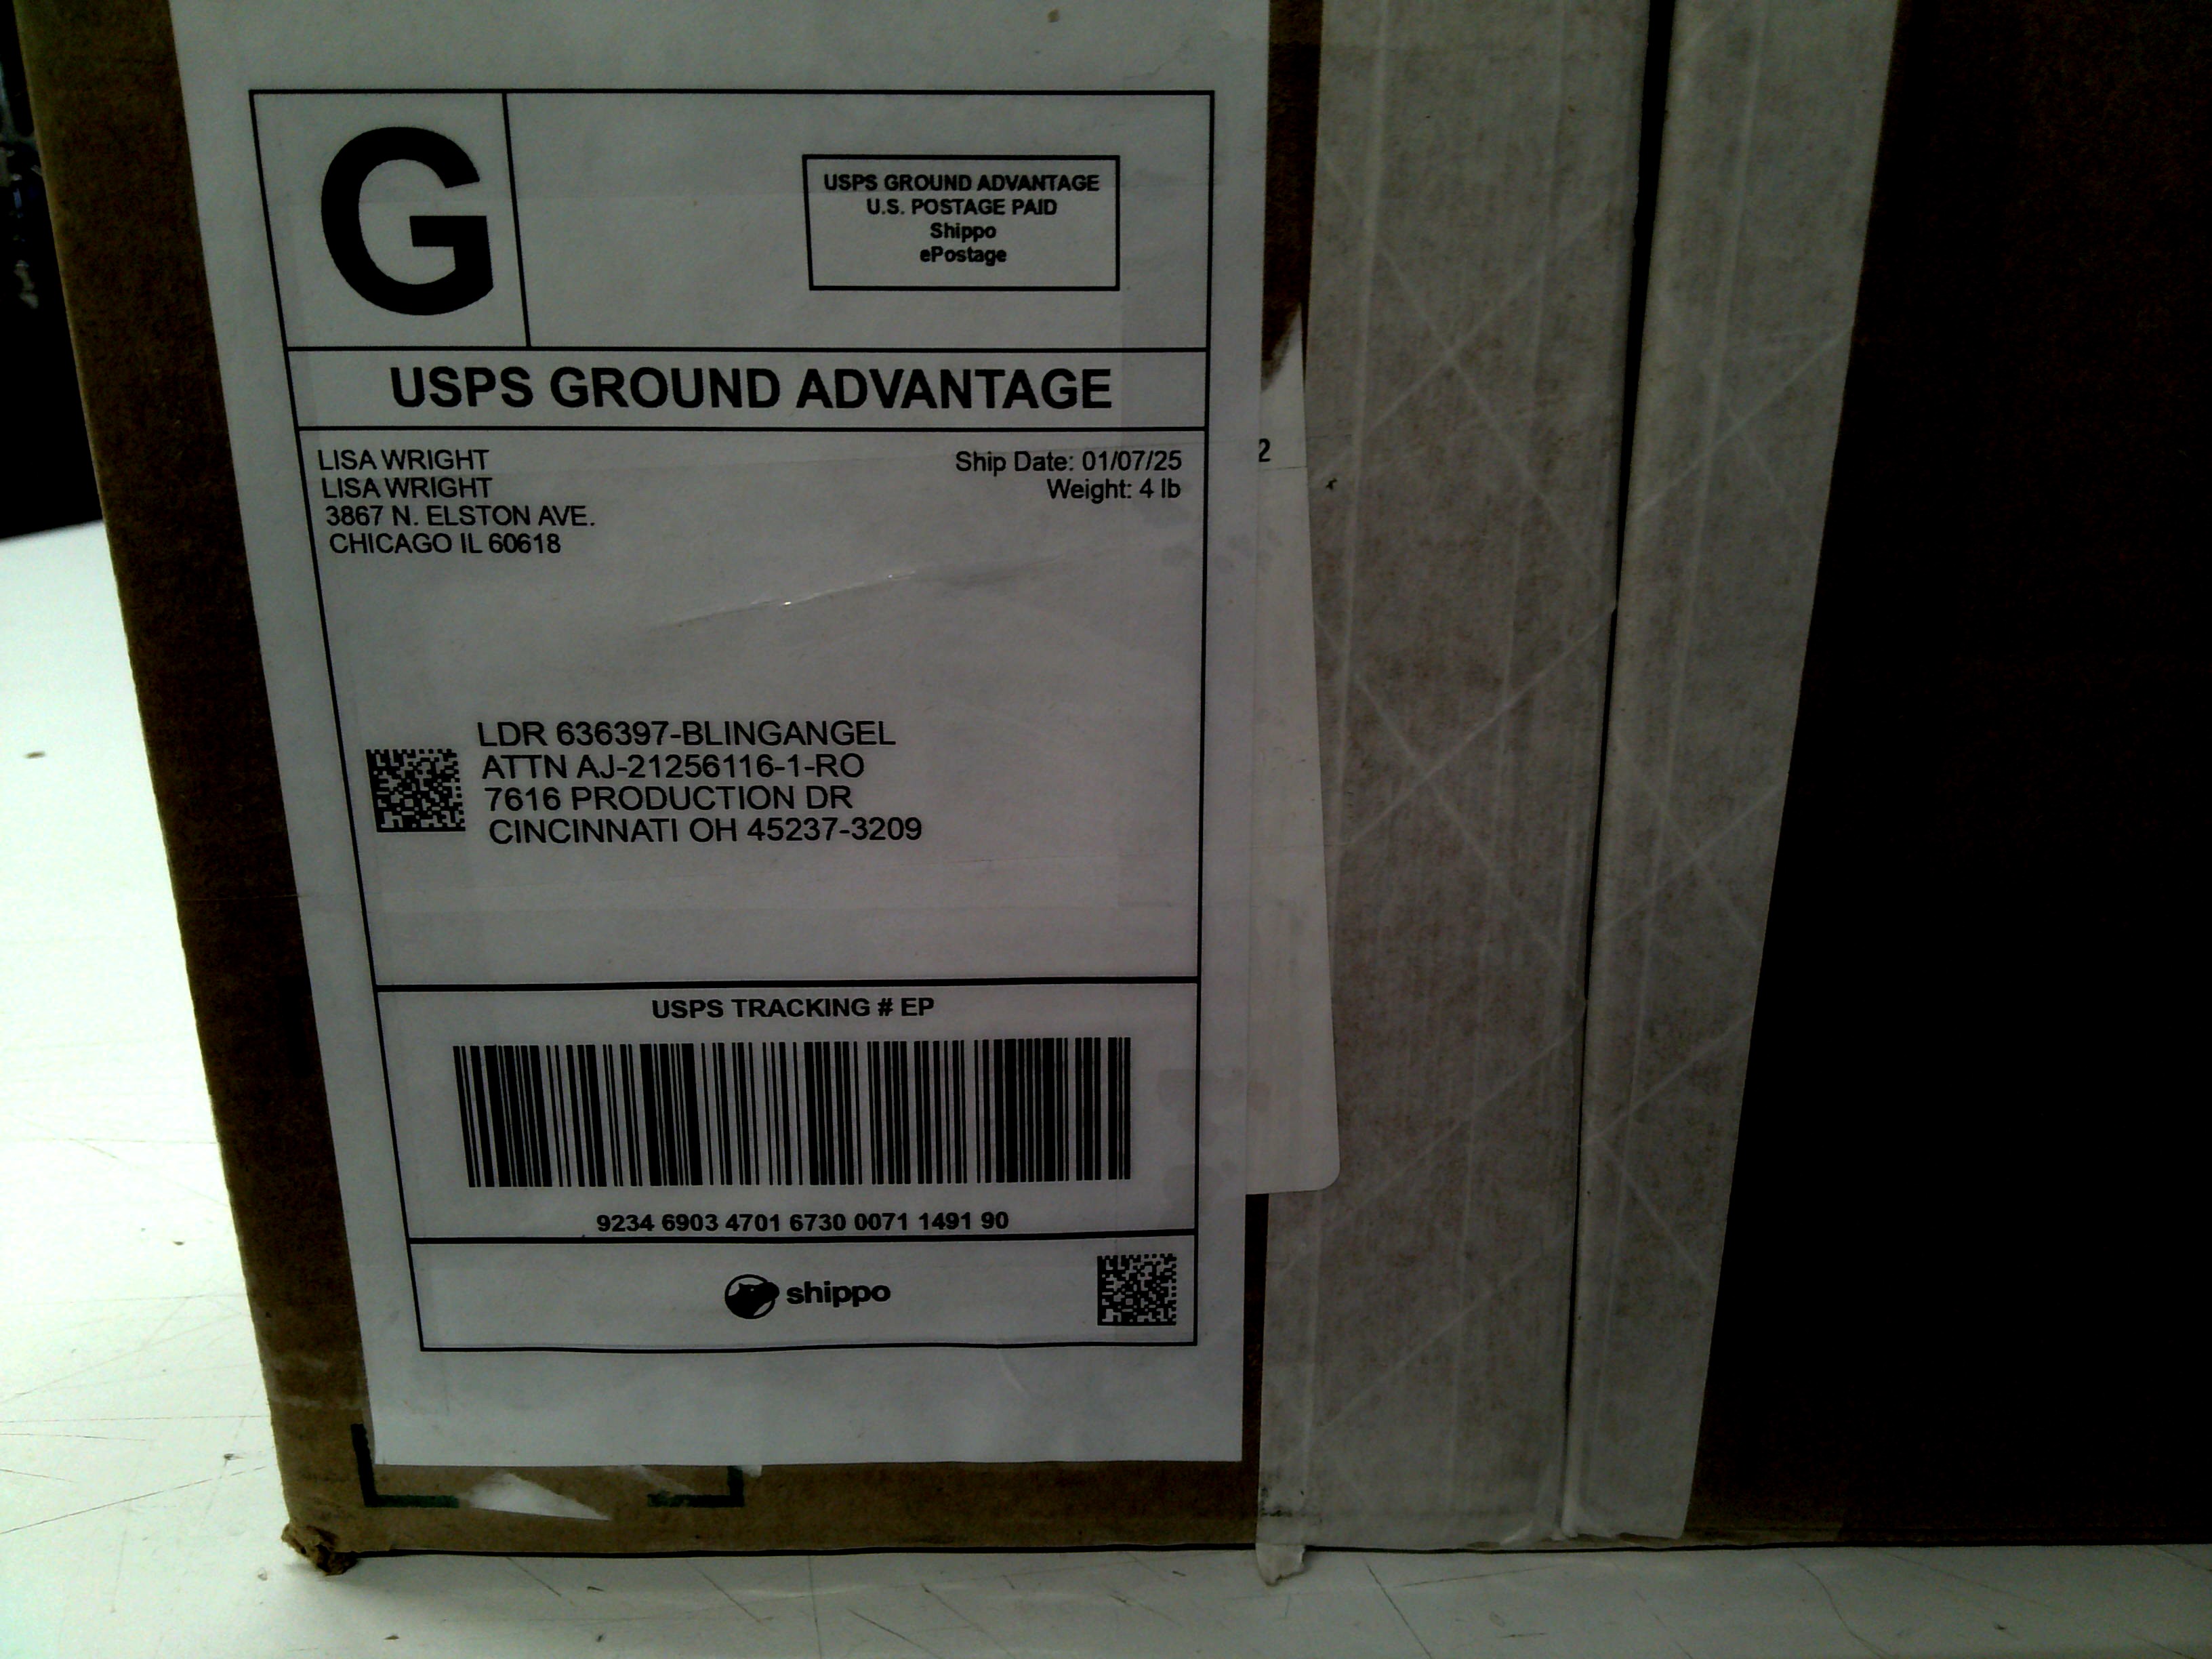 G
USPS GROUND ADVANTAGE
U.S. POSTAGE PAID
Shippo
ePostage
USPS GROUND ADVANTAGE
LISA WRIGHT
LISA WRIGHT
3867 N. ELSTON AVE.
CHICAGO IL 60618
Ship Date: 01/07/25
Weight: 4 lb
2
LDR 636397-BLINGANGEL
ATTN AJ-21256116-1-RO
7616 PRODUCTION DR
CINCINNATI OH 45237-3209
USPS TRACKING # EP
9234 6903 4701 6730 0071 1491 90
shippo